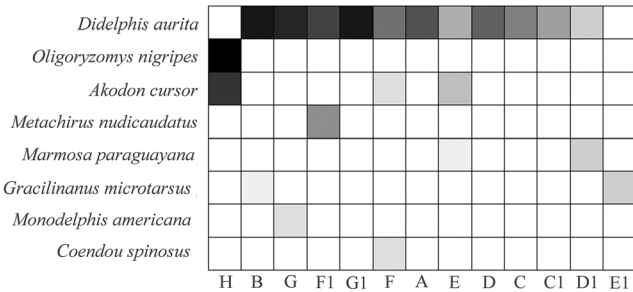 Didelphis aurita
Oligoryzomys nigripes
Akodon cursor
Metachirus nudicaudatus
Marmosa paraguayana
Gracilinanus microtarsus
Monodelphis americana
Coendou spinosus
H B G F1 G1 F A E D C C1 D1 E1